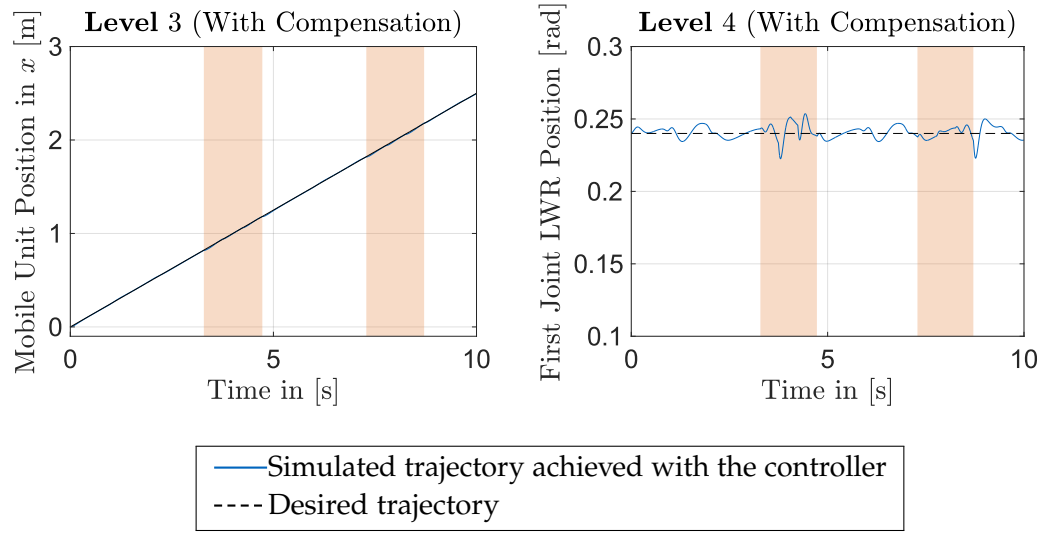 Level 3 (With Compensation)
Mobile Unit Position in x [m]
3
2
1
0
0
5
10
Time in [s]
Level 4 (With Compensation)
First Joint LWR Position [rad]
0.3
0.25
0.2
0.15
0.1
0
5
10
Time in [s]
Simulated trajectory achieved with the controller
Desired trajectory